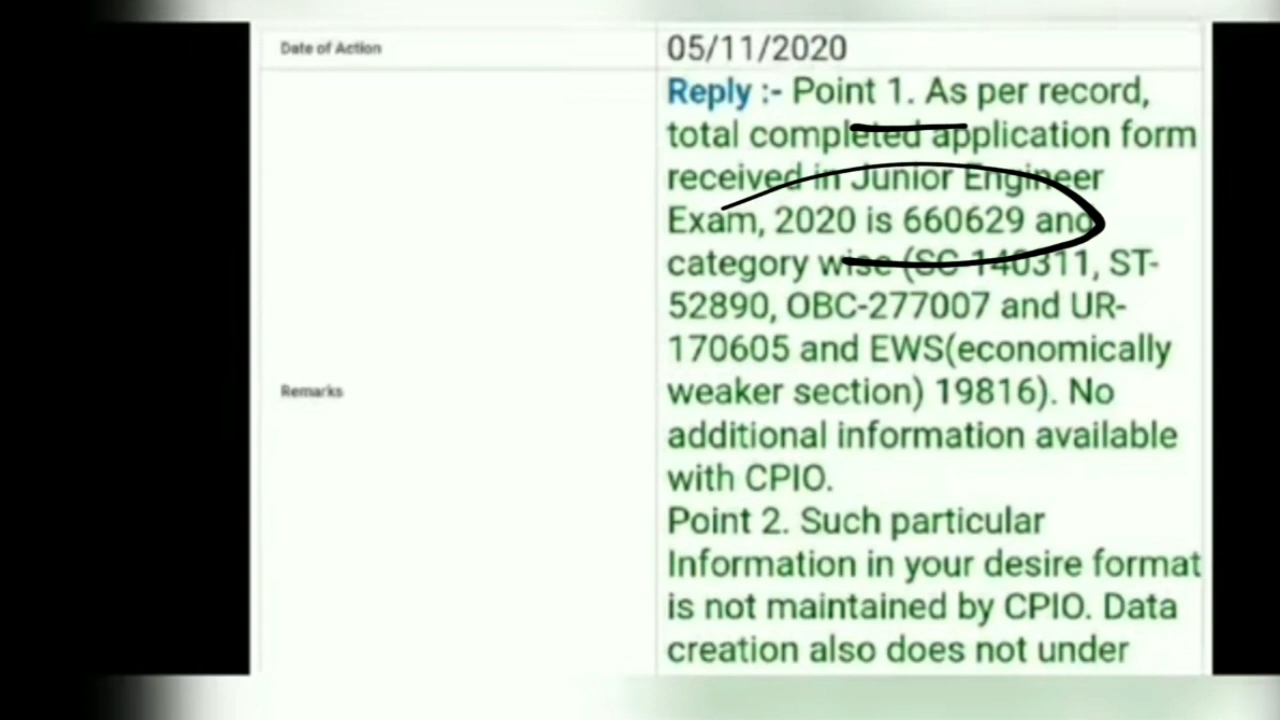 Date of Action
05/11/2020
Reply :- Point 1. As per record,
total completed application form
received in Junior Engineer
Exam, 2020 is 660629 and
category wise (SC-140311, ST-
52890, OBC-277007 and UR-
170605 and EWS(economically
weaker section) 19816). No
additional information available
with CPIO.
Remarks
Point 2. Such particular
Information in your desire format
is not maintained by CPIO. Data
creation also does not under